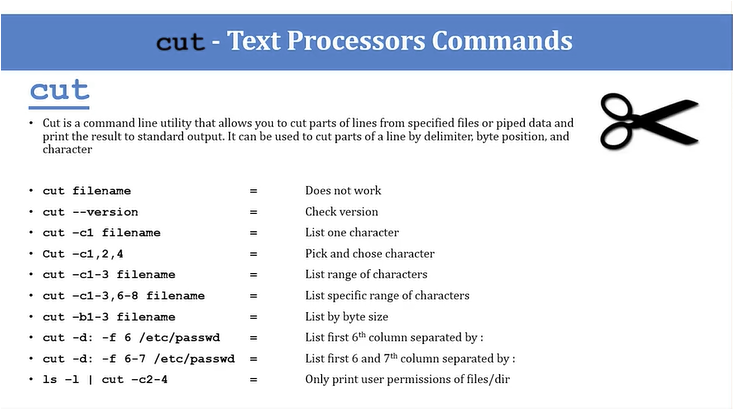 cut - Text Processors Commands
cut
• Cut is a command line utility that allows you to cut parts of lines from specified files or piped data and
print the result to standard output. It can be used to cut parts of a line by delimiter, byte position, and
character
• cut filename = Does not work
• cut --version = Check version
• cut –c1 filename = List one character
• Cut –c1,2,4 = Pick and chose character
• cut –c1-3 filename = List range of characters
• cut –c1-3,6-8 filename = List specific range of characters
• cut –b1-3 filename = List by byte size
• cut -d: -f 6 /etc/passwd = List first 6th column separated by :
• cut -d: -f 6-7 /etc/passwd = List first 6 and 7th column separated by :
• ls –l | cut –c2-4 = Only print user permissions of files/dir